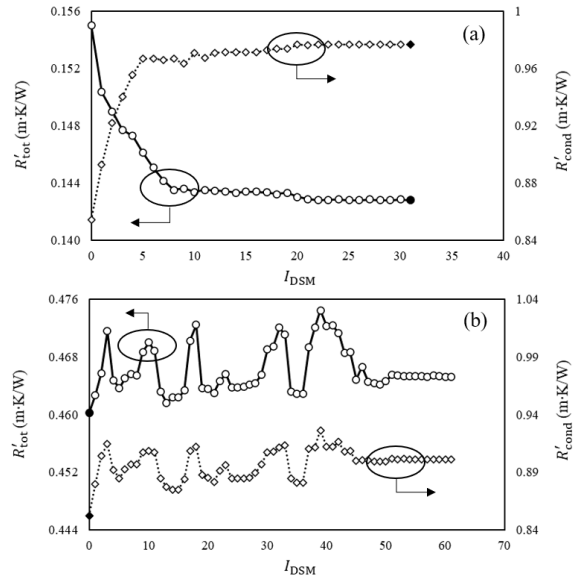 (a)
R′tot (m·K/W)
0.156
0.152
0.148
0.144
0.140
R′cond (m·K/W)
1
0.96
0.92
0.88
0.84
0 5 10 15 20 25 30 35 40
IDSM
(b)
R′tot (m·K/W)
0.476
0.468
0.460
0.452
0.444
R′cond (m·K/W)
1.04
0.99
0.94
0.89
0.84
0 10 20 30 40 50 60 70
IDSM